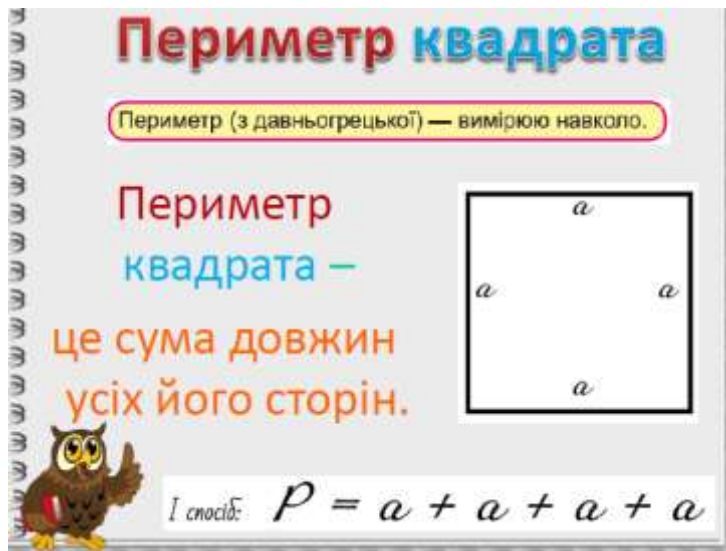 Периметр квадрата
Периметр (з давньогрецької) — вимірюю навколо.
Периметр
квадрата –
це сума довжин
усіх його сторін.
a
a a
a
I спосіб: P = a + a + a + a